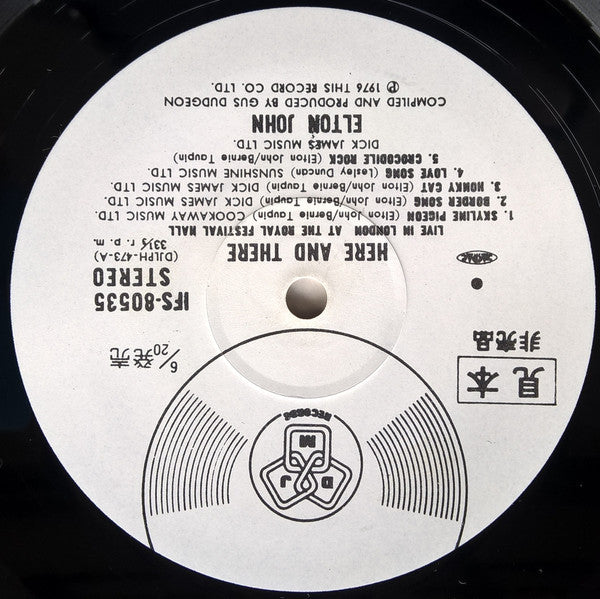 D J M
RECORDS
見本
非売品
6/20発売
IFS-80535
STEREO
(DJLPH-473-A)
33⅓ r. p. m.
HERE AND THERE
LIVE IN LONDON AT THE ROYAL FESTIVAL HALL
1. SKYLINE PIGEON (Elton John/Bernie Taupin) COOKAWAY MUSIC LTD.
2. BORDER SONG (Elton John/Bernie Taupin) DICK JAMES MUSIC LTD.
3. HONKY CAT (Elton John/Bernie Taupin) DICK JAMES MUSIC LTD.
4. LOVE SONG (Lesley Duncan) SUNSHINE MUSIC LTD.
5. CROCODILE ROCK (Elton John/Bernie Taupin)
DICK JAMES MUSIC LTD.
ELTON JOHN
COMPILED AND PRODUCED BY GUS DUDGEON
℗ 1976 THIS RECORD CO. LTD.